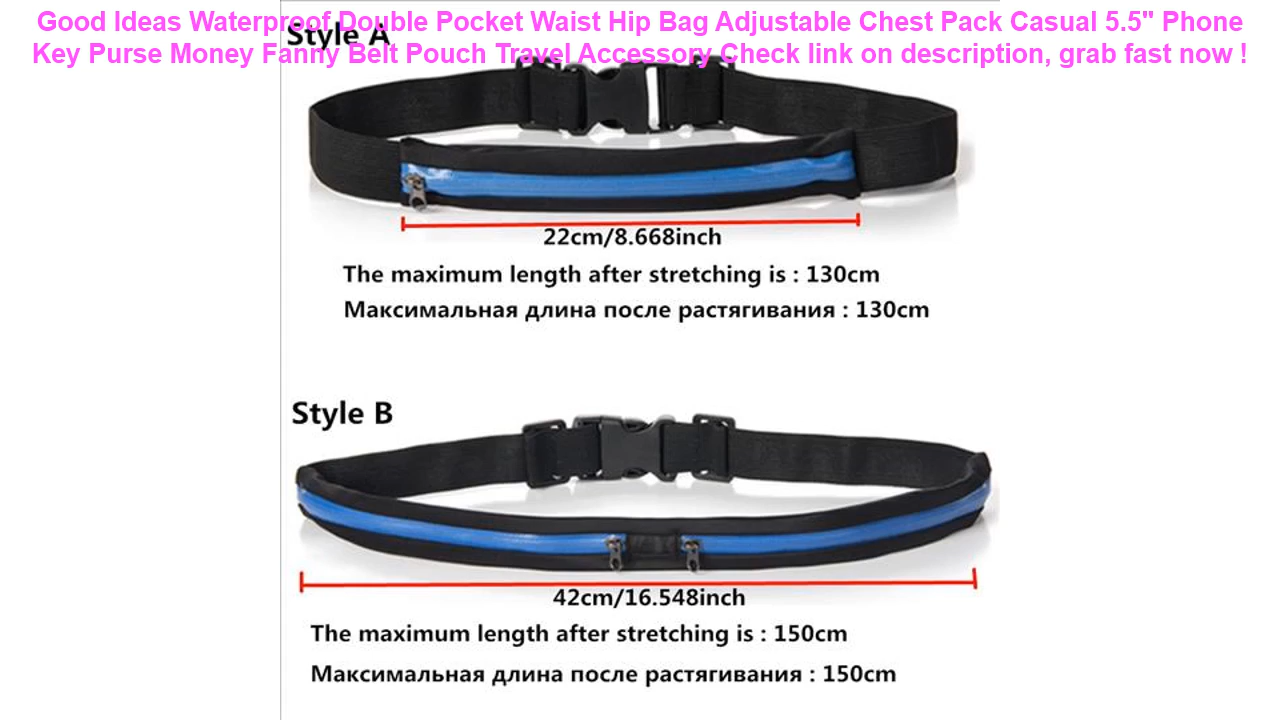 Good Ideas Waterproof Double Pocket Waist Hip Bag Adjustable Chest Pack Casual 5.5" Phone
Key Purse Money Fanny Belt Pouch Travel Accessory Check link on description, grab fast now !
Style A
22cm/8.668inch
The maximum length after stretching is : 130cm
Максимальная длина после растягивания : 130cm
Style B
42cm/16.548inch
The maximum length after stretching is : 150cm
Максимальная длина после растягивания : 150cm